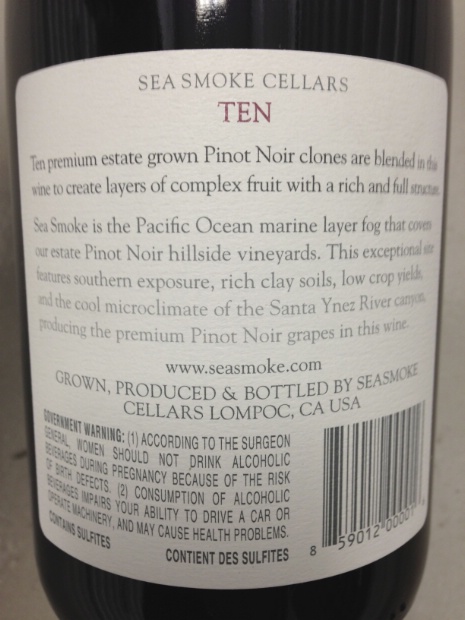 SEA SMOKE CELLARS
TEN
Ten premium estate grown Pinot Noir clones are blended in this
wine to create layers of complex fruit with a rich and full structure.
Sea Smoke is the Pacific Ocean marine layer fog that covers
our estate Pinot Noir hillside vineyards. This exceptional site
features southern exposure, rich clay soils, low crop yields,
and the cool microclimate of the Santa Ynez River canyon,
producing the premium Pinot Noir grapes in this wine.
www.seasmoke.com
GROWN, PRODUCED & BOTTLED BY SEASMOKE
CELLARS LOMPOC, CA USA
GOVERNMENT WARNING: (1) ACCORDING TO THE SURGEON
GENERAL, WOMEN SHOULD NOT DRINK ALCOHOLIC
BEVERAGES DURING PREGNANCY BECAUSE OF THE RISK
OF BIRTH DEFECTS. (2) CONSUMPTION OF ALCOHOLIC
BEVERAGES IMPAIRS YOUR ABILITY TO DRIVE A CAR OR
OPERATE MACHINERY, AND MAY CAUSE HEALTH PROBLEMS.
CONTAINS SULFITES
CONTIENT DES SULFITES
8 59012 00001